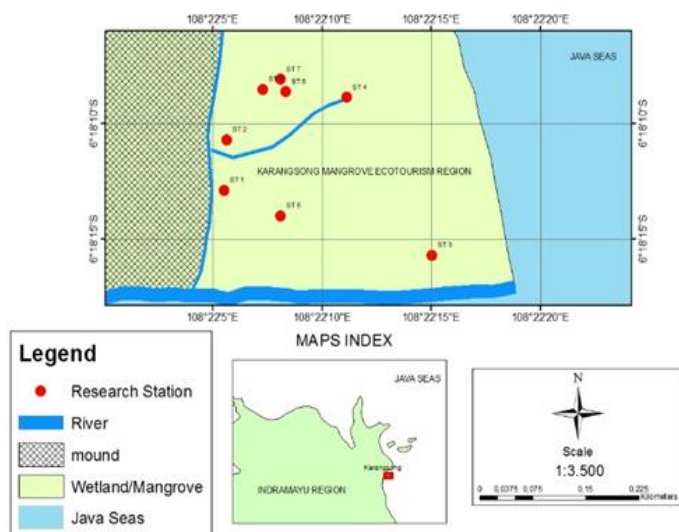 108°22'5"E 108°22'10"E 108°22'15"E 108°22'20"E
JAVA SEAS
ST 7
ST 6
ST 4
6°18'10"S 6°18'10"S
ST 2
KARANGSONG MANGROVE ECOTOURISM REGION
ST 1
ST 5
6°18'15"S 6°18'15"S
ST 3
108°22'5"E 108°22'10"E 108°22'15"E 108°22'20"E
MAPS INDEX
Legend
Research Station
River
mound
Wetland/Mangrove
Java Seas
JAVA SEAS
Karangsong
INDRAMAYU REGION
N
Scale
1:3.500
0 0,0375 0,075 0,15 0,225
Kilometers